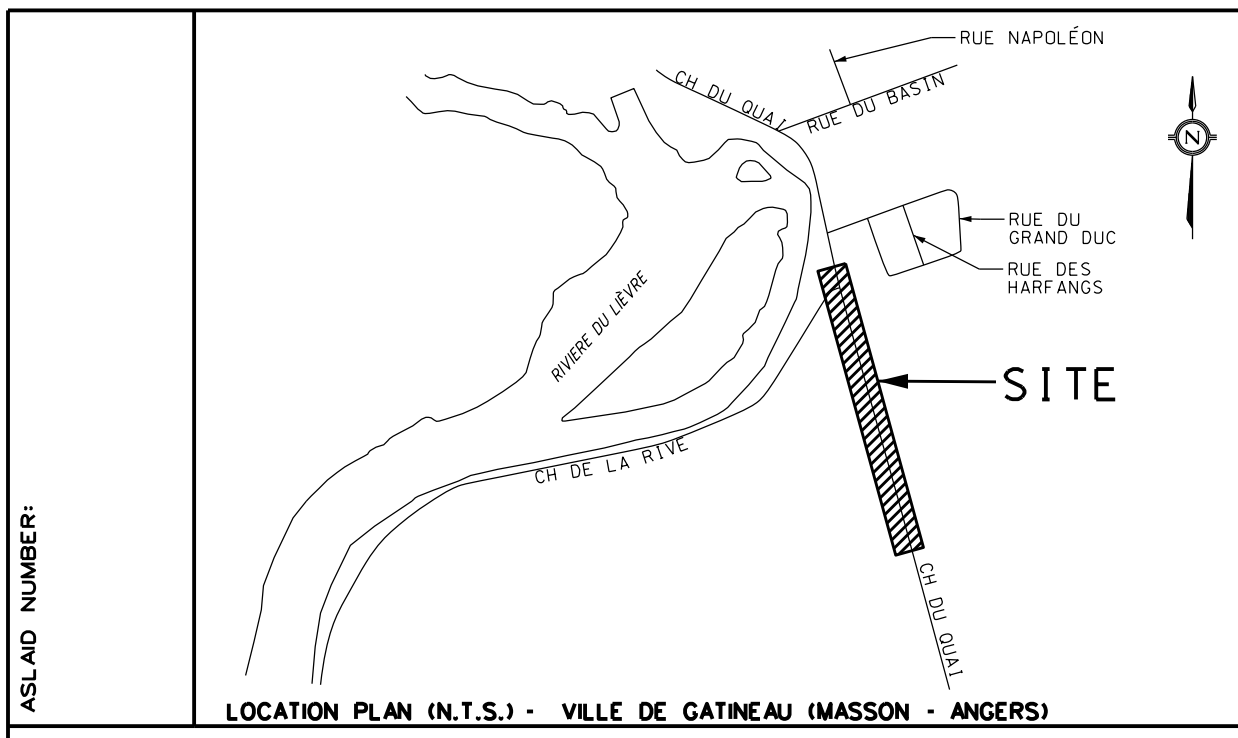 RUE NAPOLÉON
CH DU QUAI
RUE DU BASIN
N
RUE DU
GRAND DUC
RUE DES
HARFANGS
RIVIERE DU LIÈVRE
SITE
CH DE LA RIVE
CH DU QUAI
ASLAID NUMBER:
LOCATION PLAN (N.T.S.) - VILLE DE GATINEAU (MASSON - ANGERS)